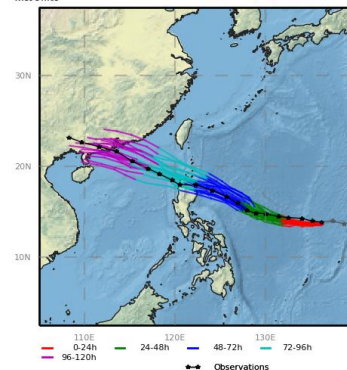 30N
20N
10N
110E 120E 130E
0-24h 24-48h 48-72h 72-96h
96-120h
Observations